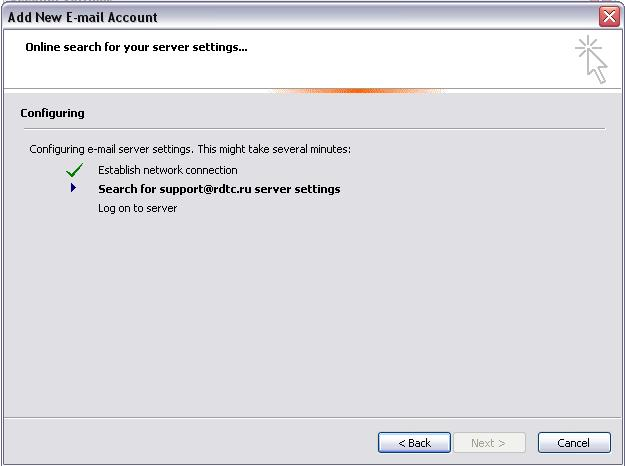 Add New E-mail Account
Online search for your server settings...
Configuring
Configuring e-mail server settings. This might take several minutes:
Establish network connection
Search for support@rdtc.ru server settings
Log on to server
< Back
Next >
Cancel